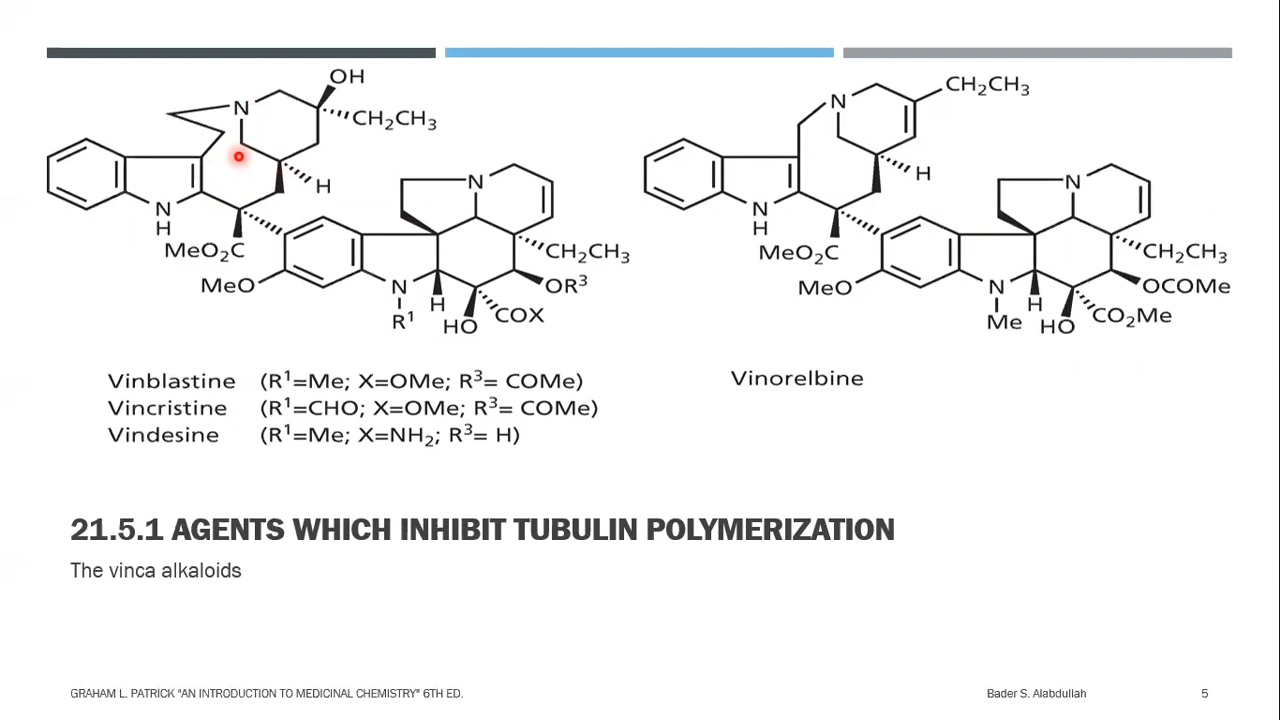 OH
N
CH₂CH₃
H
N
H
MeO₂C
MeO
N
CH₂CH₃
OR³
N
H
R¹
HO
COX
N
CH₂CH₃
H
N
H
MeO₂C
MeO
N
CH₂CH₃
OCOMe
N
H
Me
HO
CO₂Me
Vinblastine (R¹=Me; X=OMe; R³= COMe)
Vincristine (R¹=CHO; X=OMe; R³= COMe)
Vindesine (R¹=Me; X=NH₂; R³= H)
Vinorelbine
21.5.1 AGENTS WHICH INHIBIT TUBULIN POLYMERIZATION
The vinca alkaloids
GRAHAM L. PATRICK "AN INTRODUCTION TO MEDICINAL CHEMISTRY" 6TH ED.
Bader S. Alabdullah
5